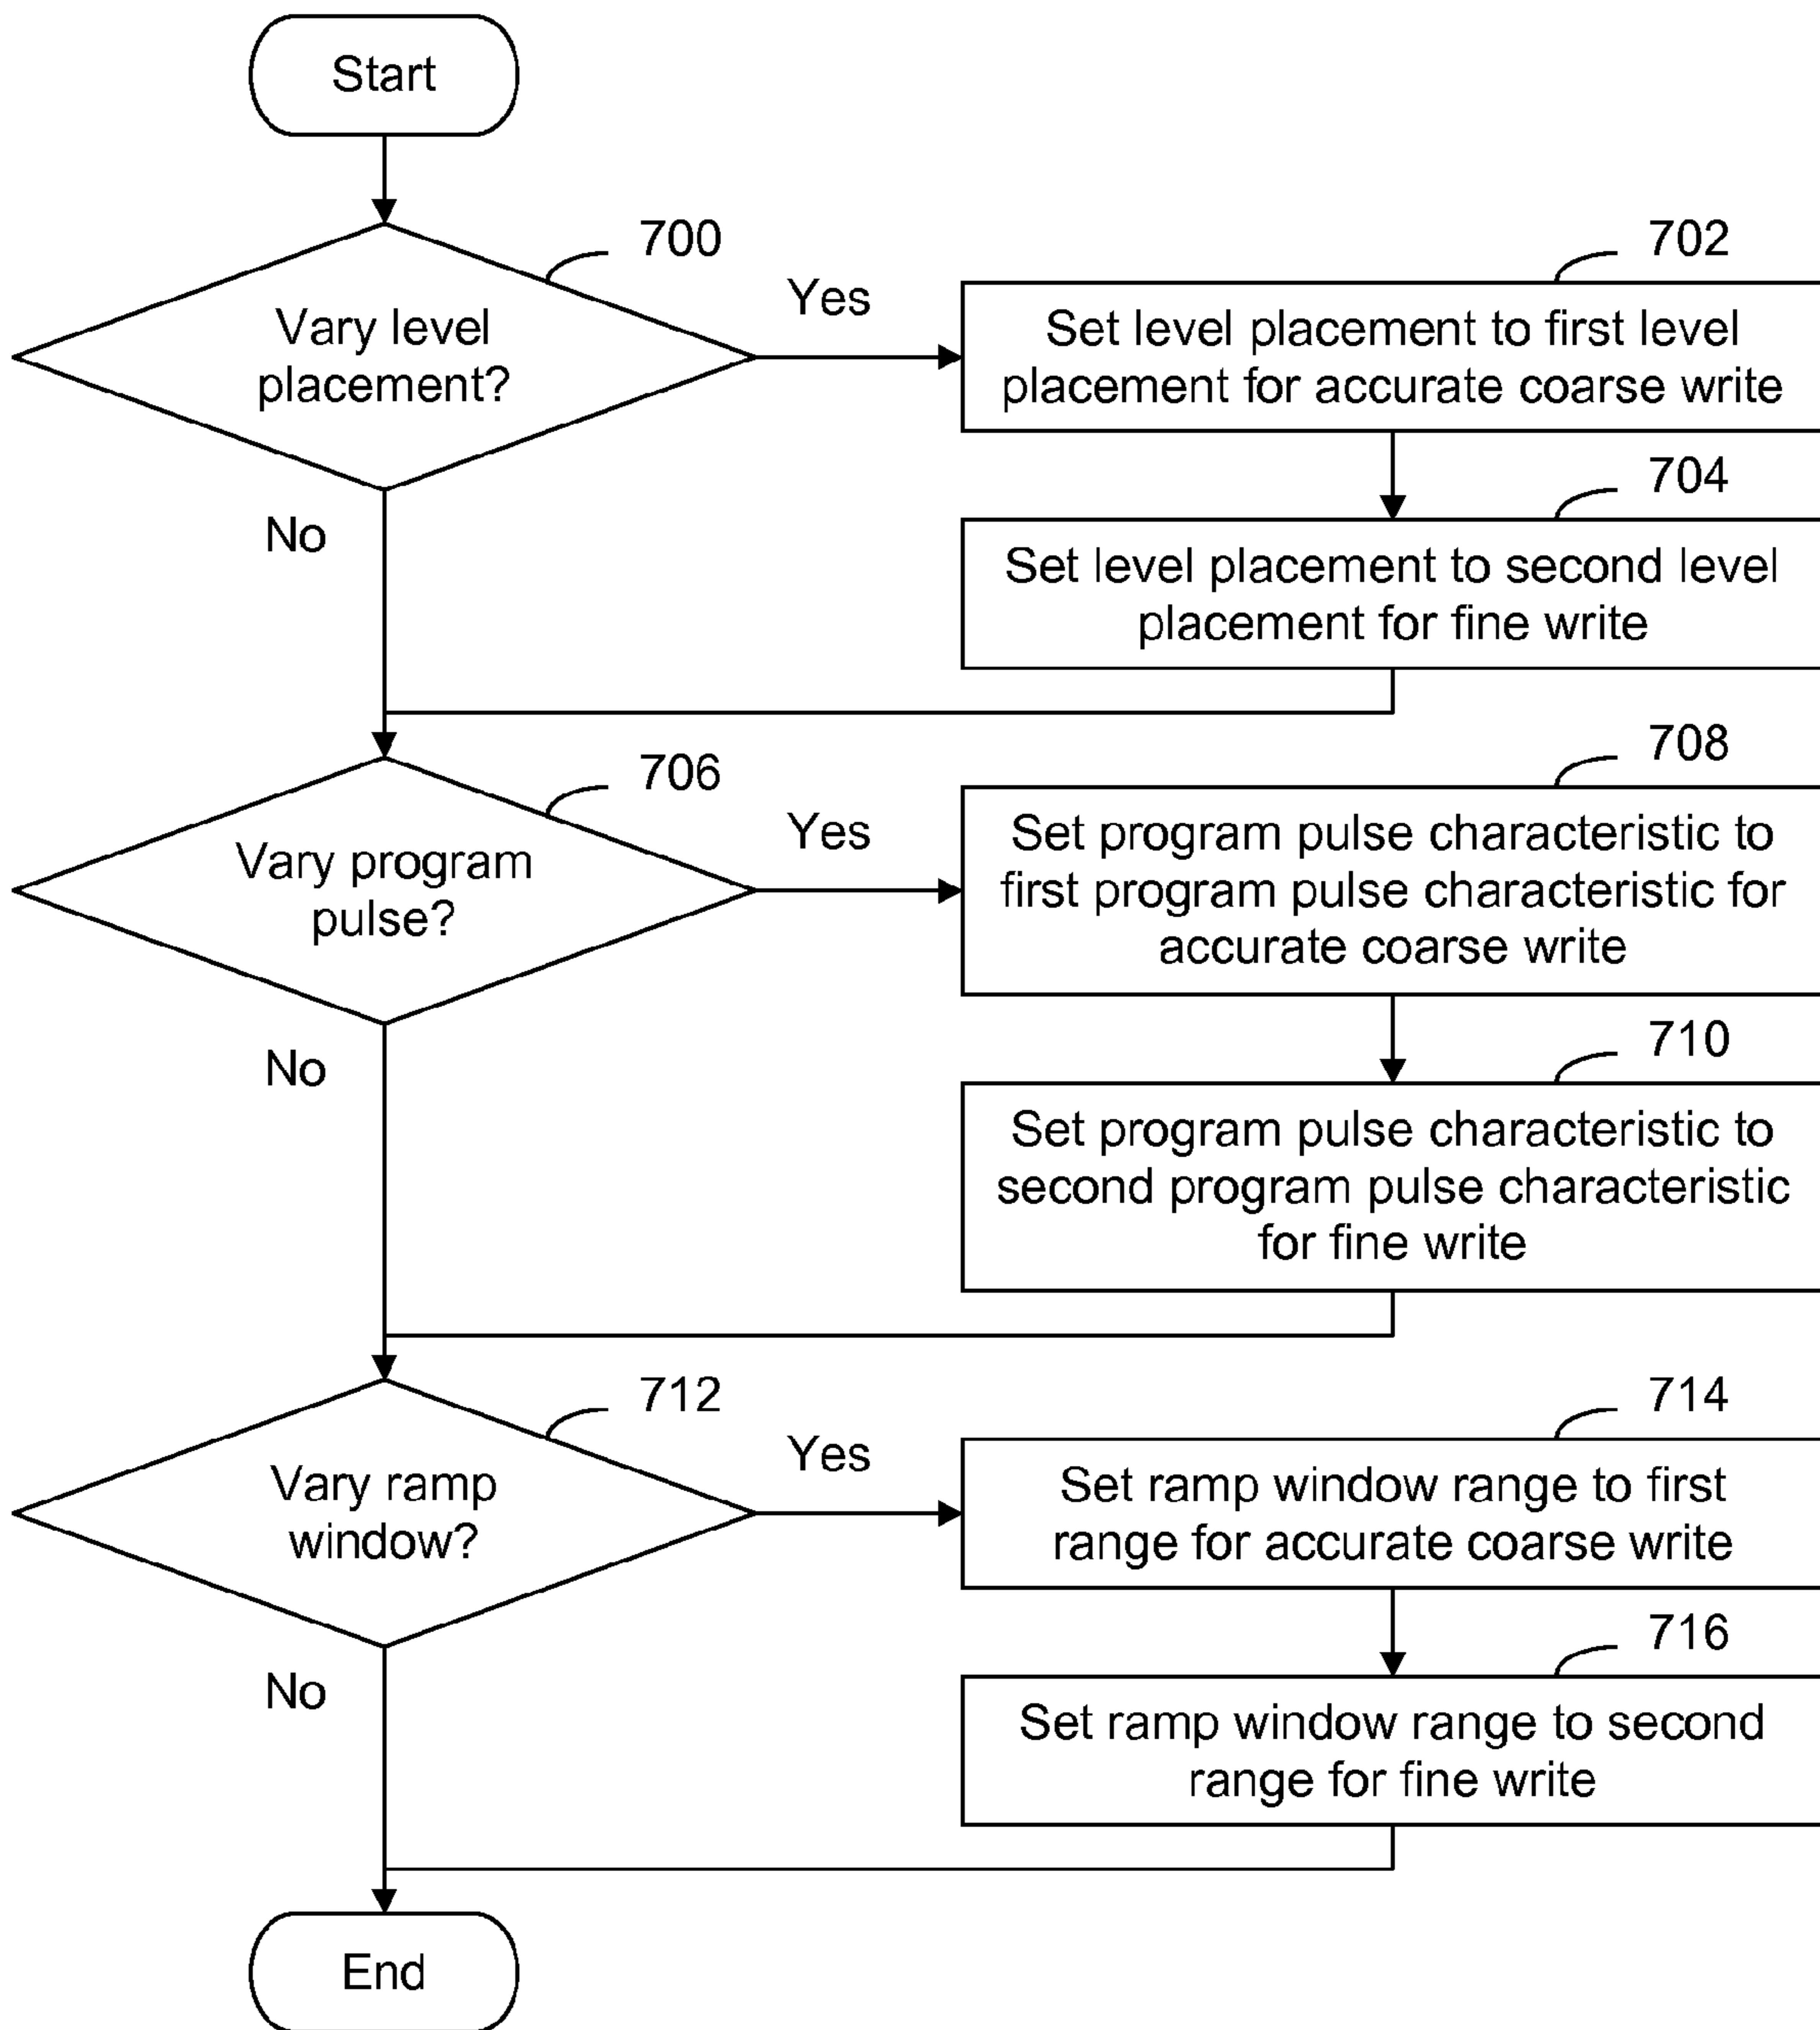 Start
700
Vary level
placement?
Yes
No
702
Set level placement to first level
placement for accurate coarse write
704
Set level placement to second level
placement for fine write
706
Vary program
pulse?
Yes
No
708
Set program pulse characteristic to
first program pulse characteristic for
accurate coarse write
710
Set program pulse characteristic to
second program pulse characteristic
for fine write
712
Vary ramp
window?
Yes
No
714
Set ramp window range to first
range for accurate coarse write
716
Set ramp window range to second
range for fine write
End